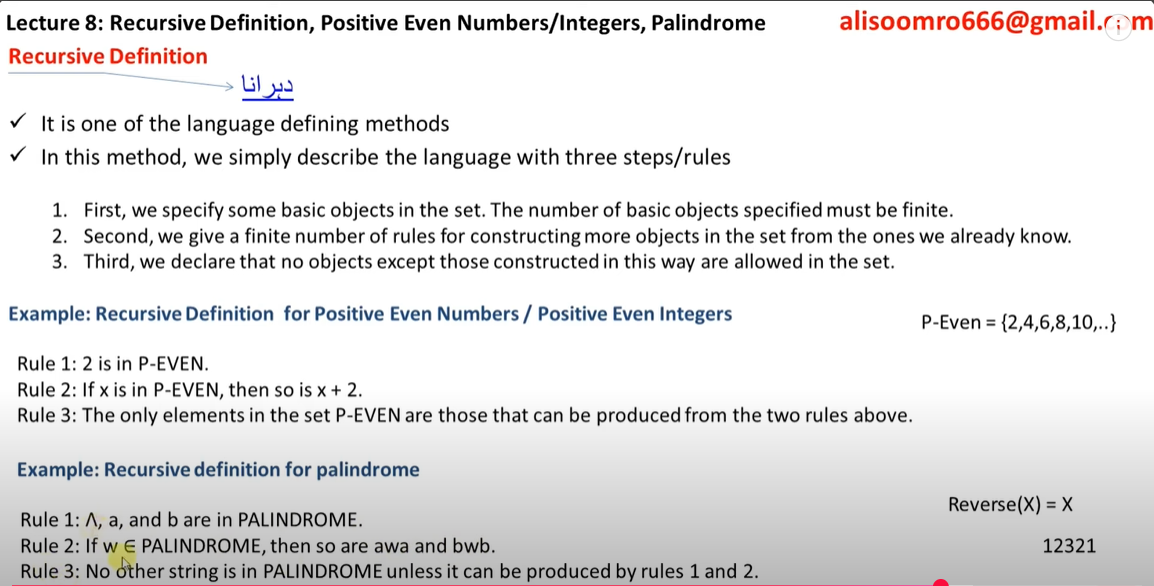 Lecture 8: Recursive Definition, Positive Even Numbers/Integers, Palindrome alisoomro666@gmail.com
Recursive Definition
دہرانا
✓ It is one of the language defining methods
✓ In this method, we simply describe the language with three steps/rules
1. First, we specify some basic objects in the set. The number of basic objects specified must be finite.
2. Second, we give a finite number of rules for constructing more objects in the set from the ones we already know.
3. Third, we declare that no objects except those constructed in this way are allowed in the set.
Example: Recursive Definition for Positive Even Numbers / Positive Even Integers
P-Even = {2,4,6,8,10,..}
Rule 1: 2 is in P-EVEN.
Rule 2: If x is in P-EVEN, then so is x + 2.
Rule 3: The only elements in the set P-EVEN are those that can be produced from the two rules above.
Example: Recursive definition for palindrome
Reverse(X) = X
Rule 1: Λ, a, and b are in PALINDROME.
Rule 2: If w ∈ PALINDROME, then so are awa and bwb.
12321
Rule 3: No other string is in PALINDROME unless it can be produced by rules 1 and 2.